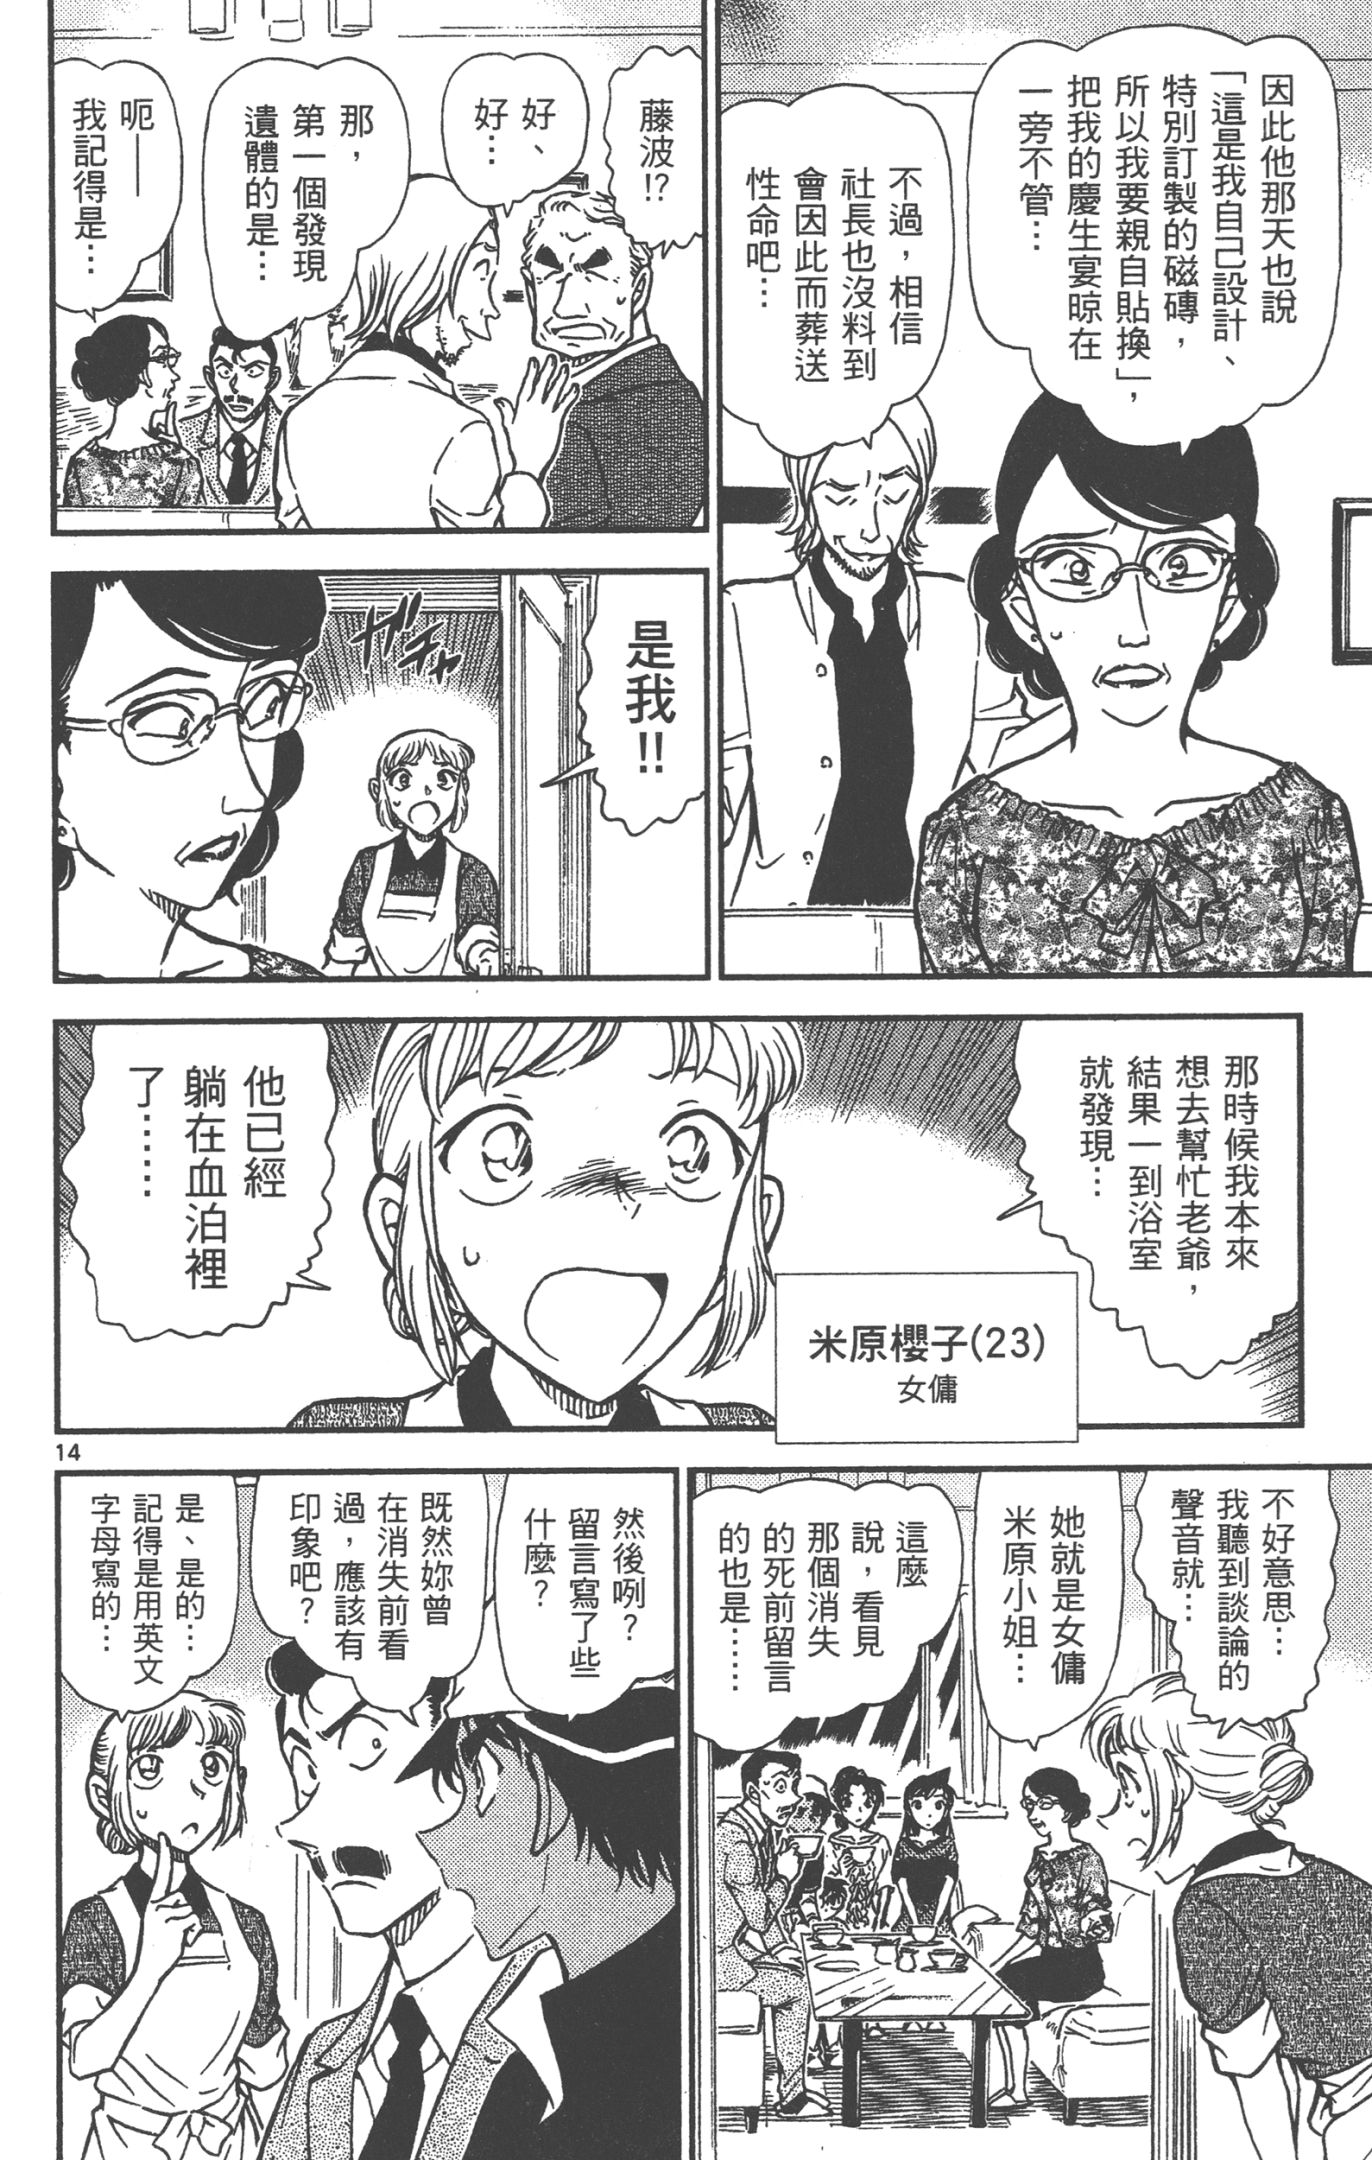 因此他那天也說
「這是我自己設計、
特別訂製的磁磚，
所以我要親自貼換」，
把我的慶生宴晾在
一旁不管…
不過，相信
社長也沒料到
會因此而葬送
性命吧…
藤波!?
好、
好…
那，
第一個發現
遺體的是…
呃——
我記得是…
是我!!
ガチャ
那時候我本來
想去幫忙老爺，
結果一到浴室
就發現…
他已經
躺在血泊裡
了……
米原櫻子(23)
女傭
14
不好意思…
我聽到談論的
聲音就…
她就是女傭
米原小姐…
這麼
說，看見
那個消失
的死前留言
的也是……
然後咧？
留言寫了些
什麼？
既然妳曾
在消失前看
過，應該有
印象吧？
是、是的…
記得是用英文
字母寫的…